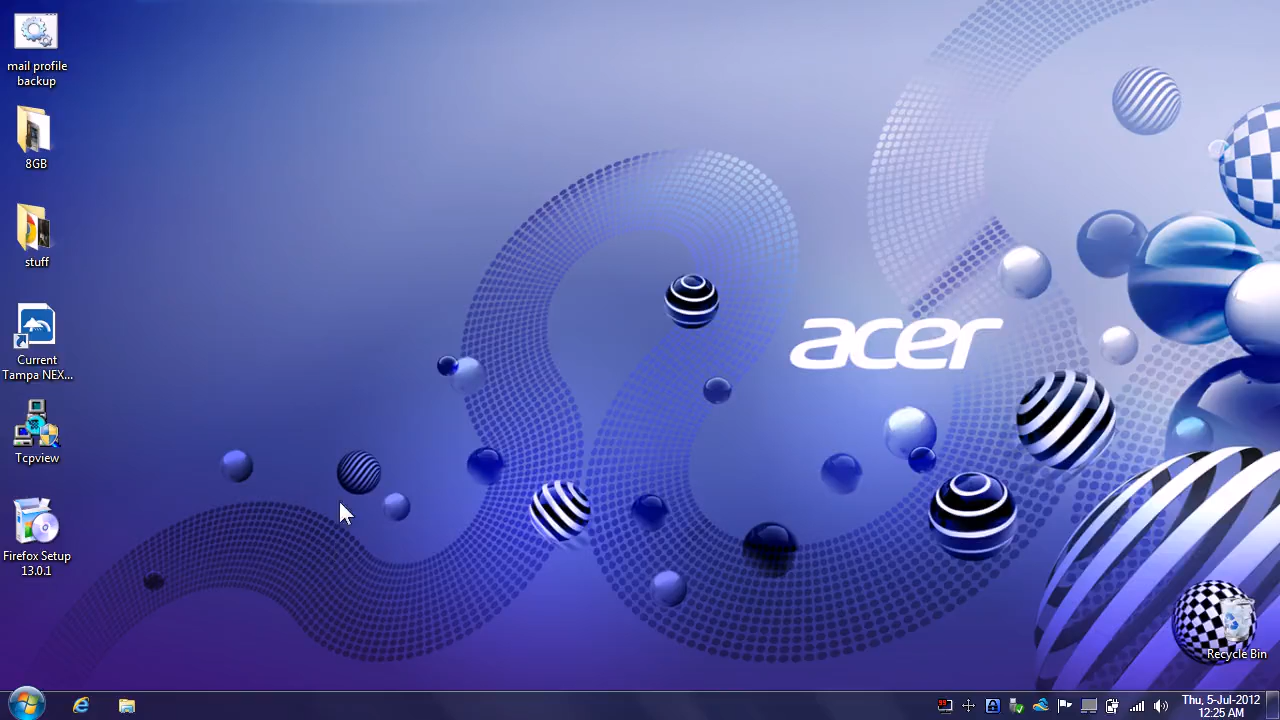 mail profile
backup
8GB
stuff
Current
Tampa NEX...
Tcpview
Firefox Setup
13.0.1
acer
Recycle Bin
Thu, 5-Jul-2012
12:25 AM